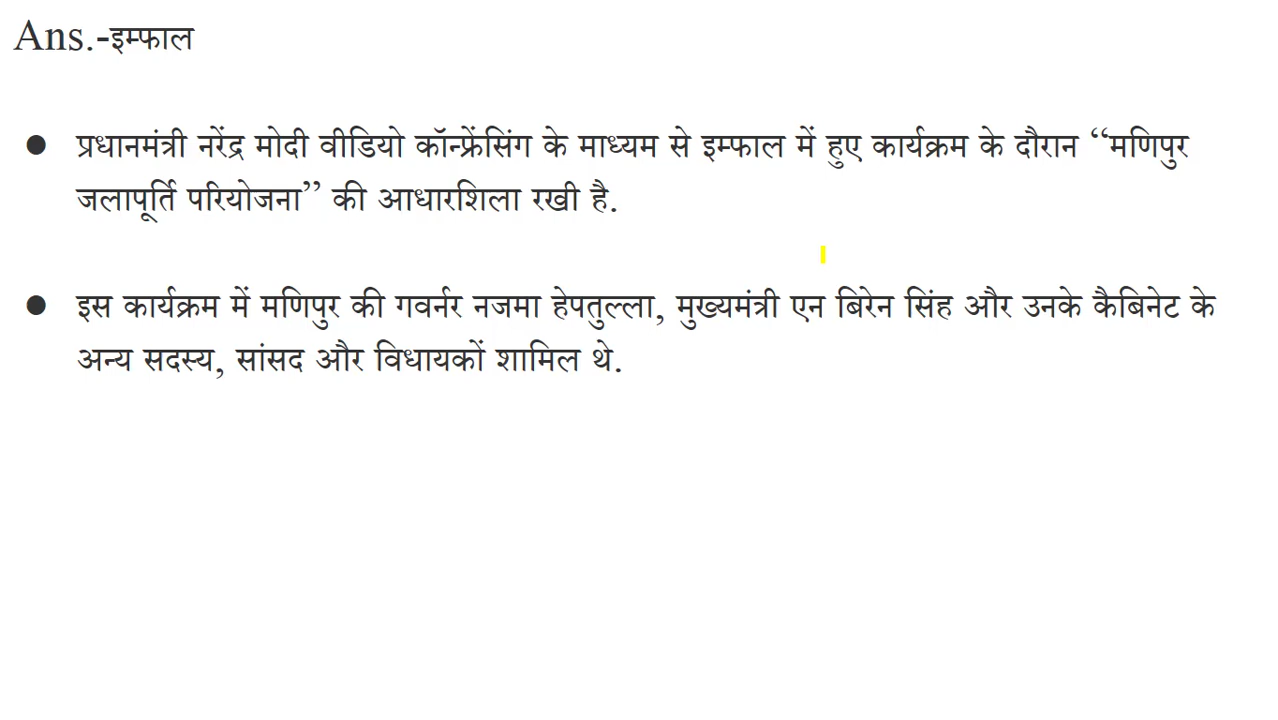 Ans.-इम्फाल
● प्रधानमंत्री नरेंद्र मोदी वीडियो कॉन्फ्रेंसिंग के माध्यम से इम्फाल में हुए कार्यक्रम के दौरान “मणिपुर
जलापूर्ति परियोजना” की आधारशिला रखी है.
● इस कार्यक्रम में मणिपुर की गवर्नर नजमा हेपतुल्ला, मुख्यमंत्री एन बिरेन सिंह और उनके कैबिनेट के
अन्य सदस्य, सांसद और विधायकों शामिल थे.